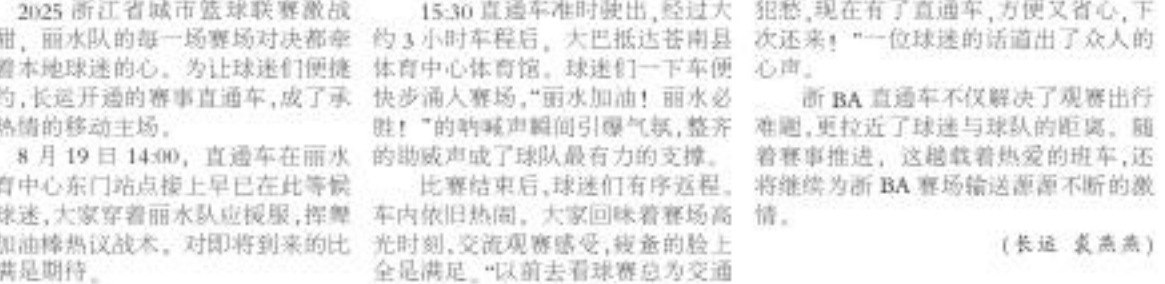 2025 浙江省城市篮球联赛激战
酣，丽水队的每一场赛场对决都牵
着本地球迷的心。为让球迷们便捷
约，长运开通的赛事直通车，成了承
热情的移动主场。
8 月 19 日 14:00，直通车在丽水
育中心东门站点接上早已在此等候
球迷，大家穿着丽水队应援服，挥舞
加油棒热议战术，对即将到来的比
满是期待。
15:30 直通车准时驶出，经过大
约 3 小时车程后，大巴抵达苍南县
体育中心体育馆。球迷们一下车便
快步涌入赛场，“丽水加油！丽水必
胜！”的呐喊声瞬间引爆气氛，整齐
的助威声成了球队最有力的支撑。
比赛结束后，球迷们有序返程。
车内依旧热闹，大家回味着赛场高
光时刻、交流观赛感受，疲惫的脸上
全是满足。“以前去看球赛总为交通
犯愁，现在有了直通车，方便又省心，下
次还来！”一位球迷的话道出了众人的
心声。
浙 BA 直通车不仅解决了观赛出行
难题，更拉近了球迷与球队的距离。随
着赛事推进，这趟载着热爱的班车，还
将继续为浙 BA 赛场输送源源不断的激
情。
（长运 裘燕燕）